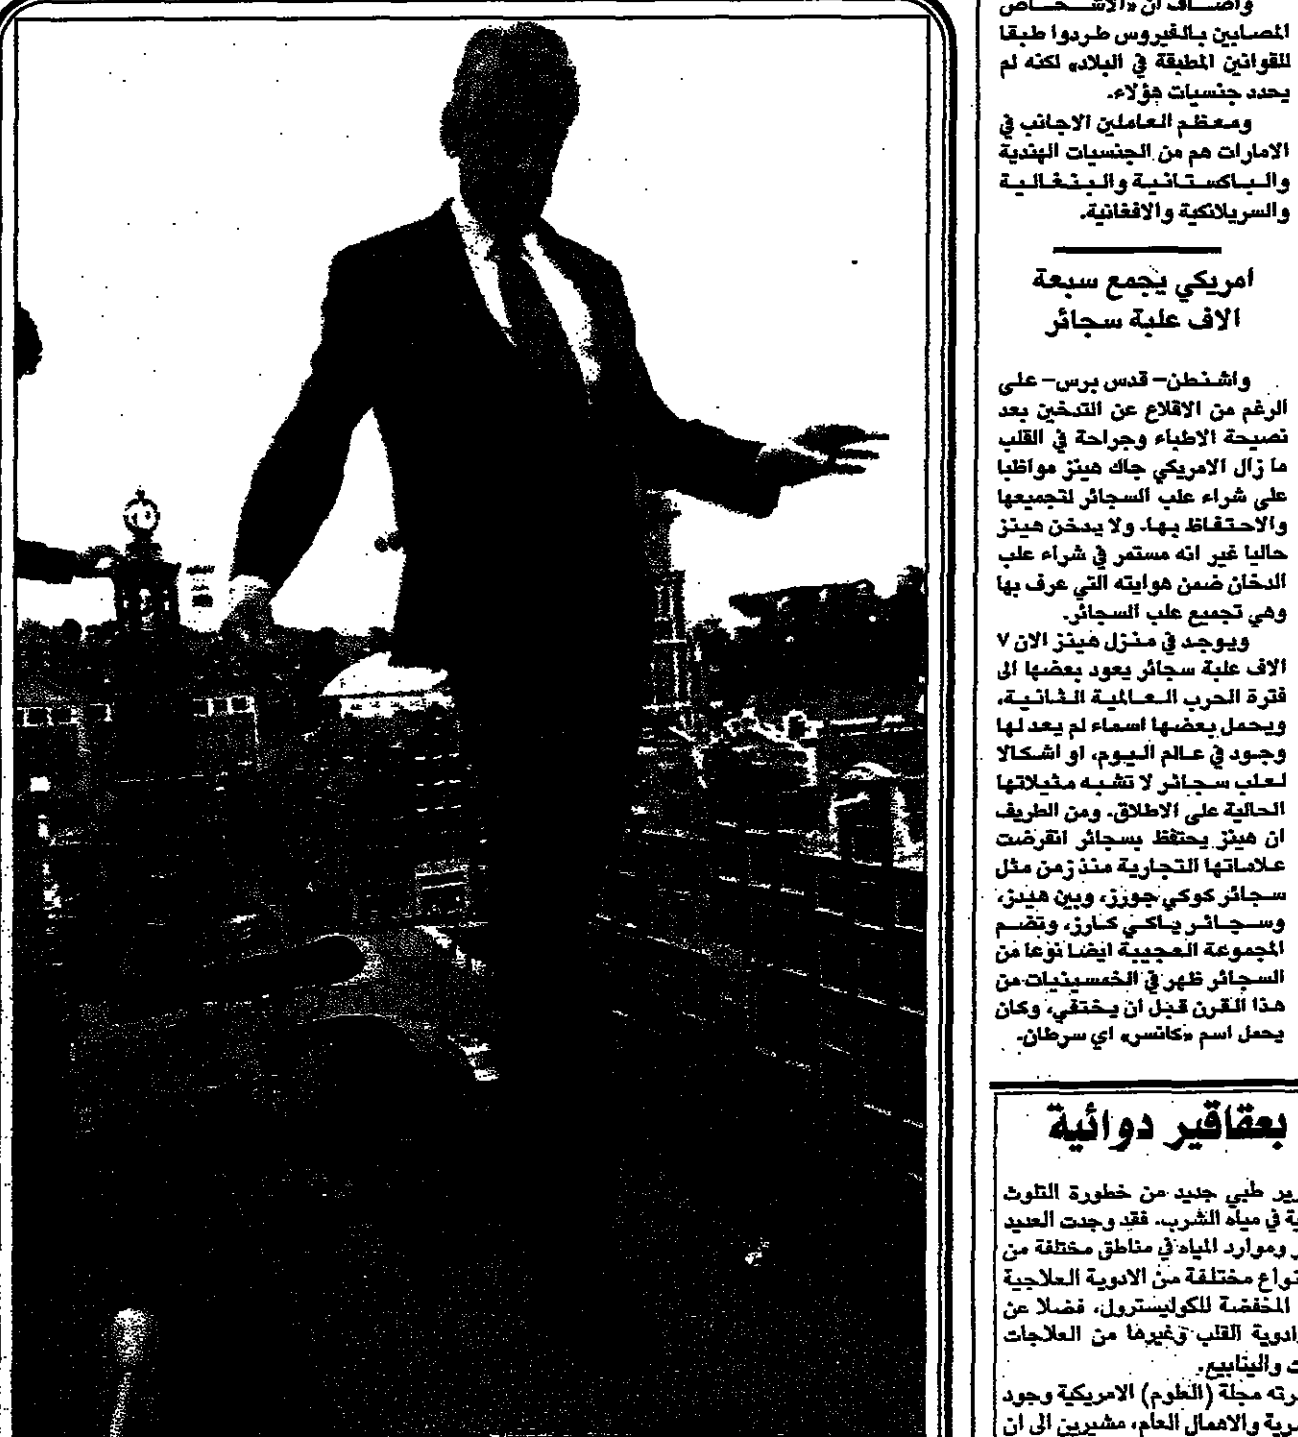 واضاف ان «الاشخاص
المصابين بالفيروس طردوا طبقا
للقوانين المطبقة في البلاد» لكنه لم
يحدد جنسيات هؤلاء.
ومعظم العاملين الاجانب في
الامارات هم من الجنسيات الهندية
والباكستانية والبنغالية
والسريلانكية والافغانية.
امريكي يجمع سبعة
الاف علبة سجائر
واشنطن– قدس برس– على
الرغم من الاقلاع عن التدخين بعد
نصيحة الاطباء وجراحة في القلب
ما زال الامريكي جاك هينز مواظبا
على شراء علب السجائر لتجميعها
والاحتفاظ بها. ولا يدخن هينز
حاليا غير انه مستمر في شراء علب
الدخان ضمن هوايته التي عرف بها
وهي تجميع علب السجائر.
ويوجد في منزل هينز الان ٧
الاف علبة سجائر يعود بعضها الى
فترة الحرب العالمية الثانية،
ويحمل بعضها اسماء لم يعد لها
وجود في عالم اليوم، او اشكالا
لعلب سجائر لا تشبه مثيلاتها
الحالية على الاطلاق. ومن الطريف
ان هينز يحتفظ بسجائر انقرضت
علاماتها التجارية منذ زمن مثل
سجائر كوكي جورز، وبين هيدز،
وسجائر ياكي كارز، وتضم
المجموعة العجيبة ايضا نوعا من
السجائر ظهر في الخمسينيات من
هذا القرن قبل ان يختفي، وكان
يحمل اسم «كانسر» اي سرطان.
بعقاقير دوائية
رير طبي جديد من خطورة التلوث
ية في مياه الشرب. فقد وجدت العديد
ر وموارد المياه في مناطق مختلفة من
نواع مختلفة من الادوية العلاجية
المخفضة للكوليسترول، فضلا عن
ادوية القلب وغيرها من العلاجات
ت والينابيع.
رته مجلة (العلوم) الامريكية وجود
رية والاهمال العام، مشيرين الى ان